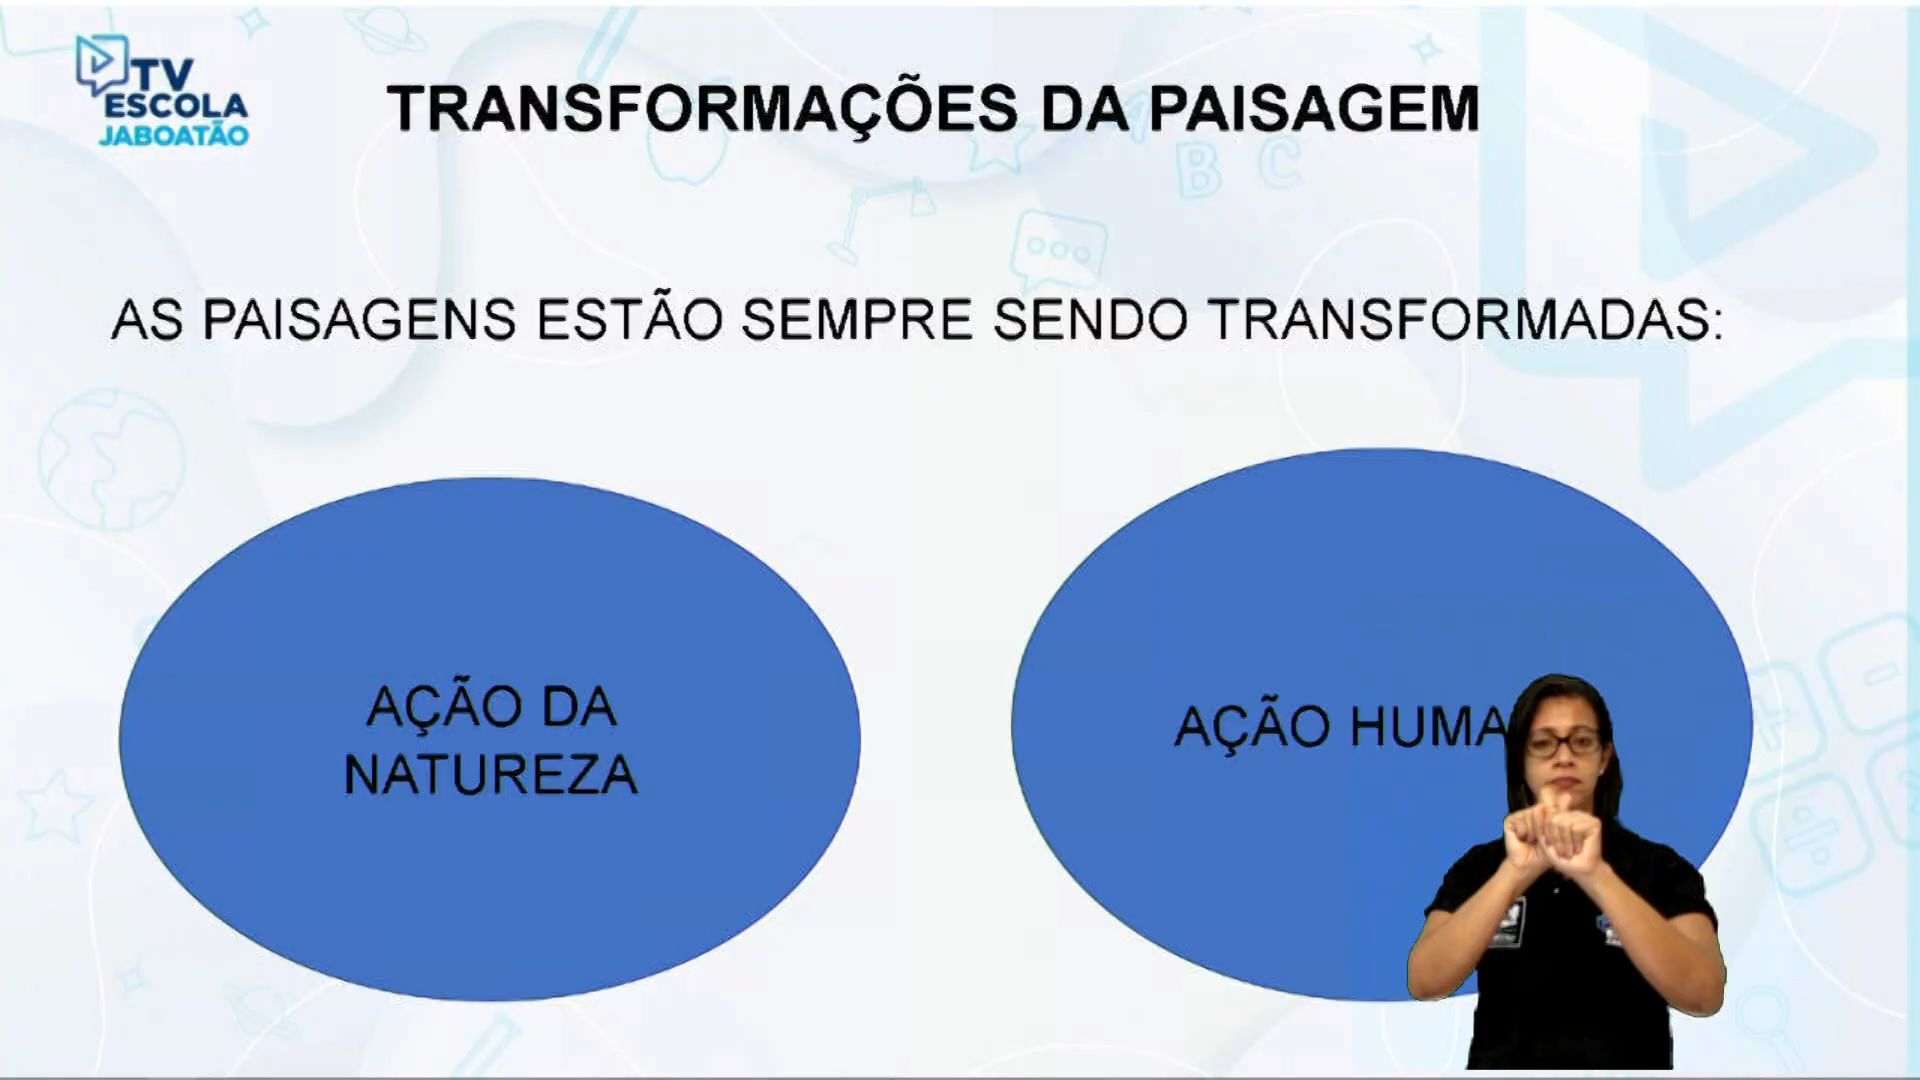 TV
ESCOLA
JABOATÃO
TRANSFORMAÇÕES DA PAISAGEM
A
B C
AS PAISAGENS ESTÃO SEMPRE SENDO TRANSFORMADAS:
AÇÃO DA
NATUREZA
AÇÃO HUMA